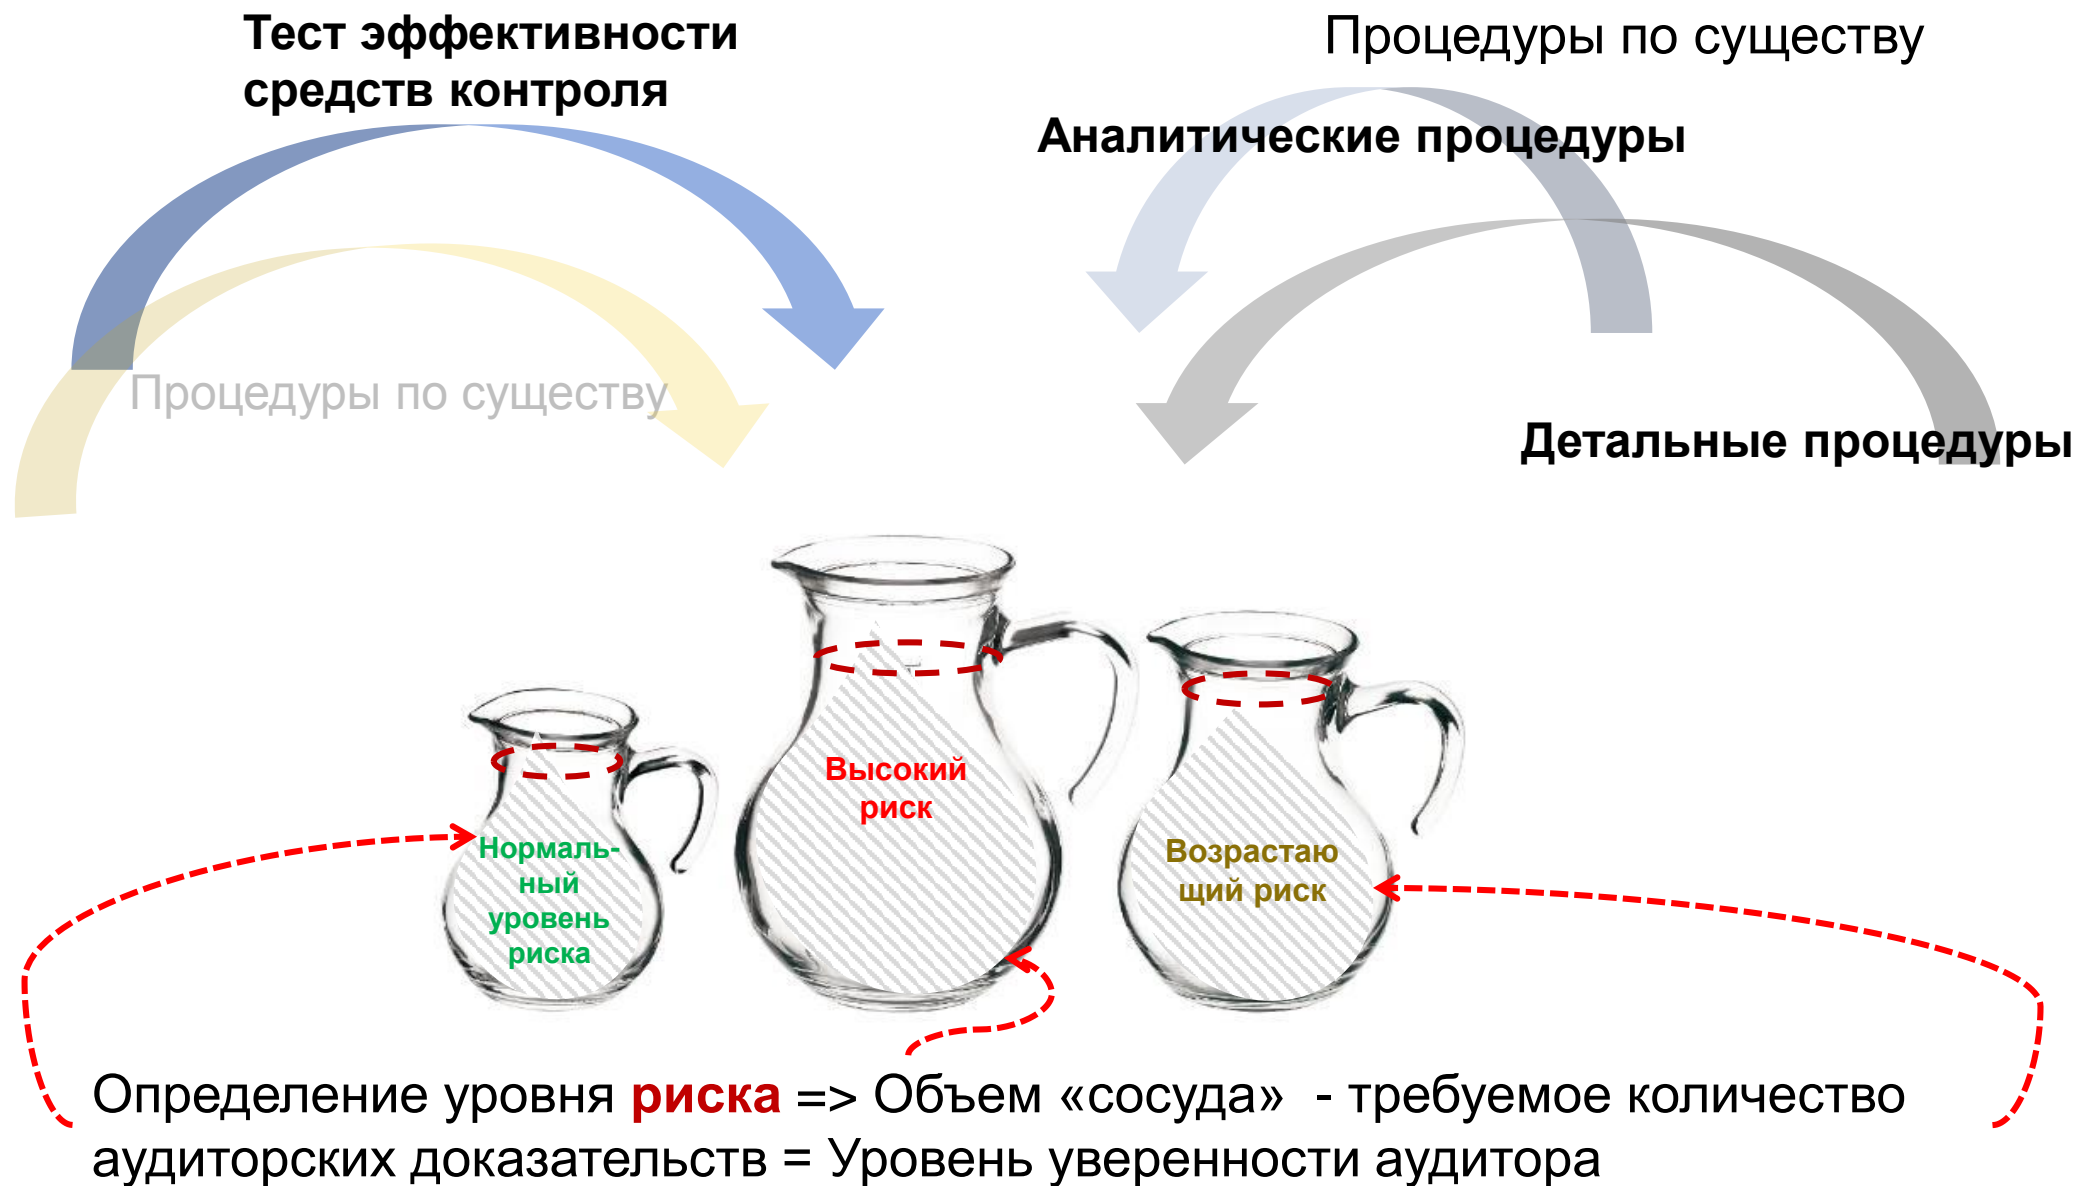 Тест эффективности
средств контроля
Процедуры по существу
Аналитические процедуры
Процедуры по существу
Детальные процедуры
Нормаль-
ный
уровень
риска
Высокий
риск
Возрастаю
щий риск
Определение уровня риска => Объем «сосуда» - требуемое количество
аудиторских доказательств = Уровень уверенности аудитора